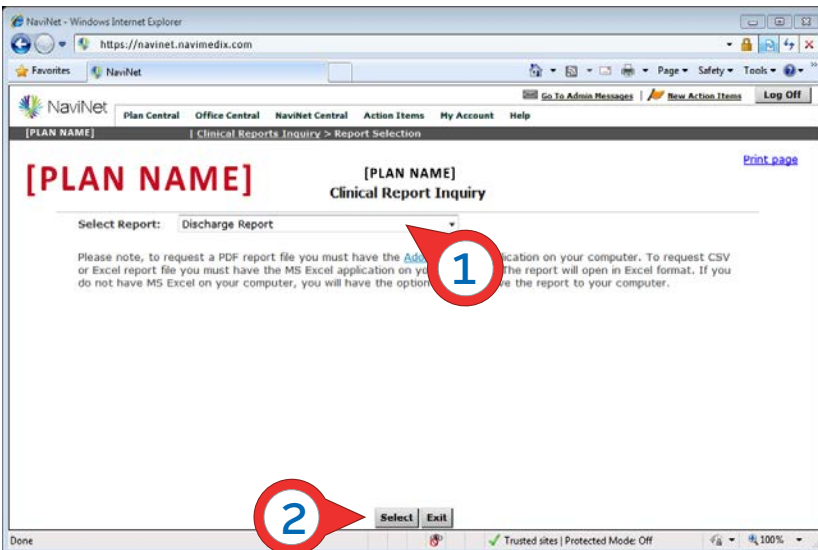 NaviNet - Windows Internet Explorer
https://navinet.navimedix.com
Favorites NaviNet Page Safety Tools
Go To Admin Messages | New Action Items Log Off
NaviNet Plan Central Office Central NaviNet Central Action Items My Account Help
[PLAN NAME] | Clinical Reports Inquiry > Report Selection
Print page
[PLAN NAME] [PLAN NAME]
Clinical Report Inquiry
Select Report: Discharge Report
1
Please note, to request a PDF report file you must have the on your computer. To request CSV
or Excel report file you must have the MS Excel application on The report will open in Excel format. If you
do not have MS Excel on your computer, you will have the option the report to your computer.
2
Select Exit
Done Trusted sites | Protected Mode: Off 100%